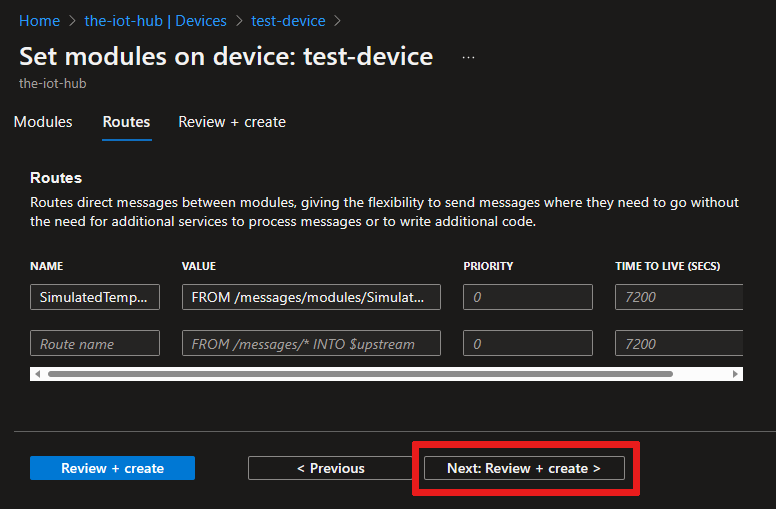 Home > the-iot-hub | Devices > test-device >
Set modules on device: test-device ...
the-iot-hub
Modules Routes Review + create
Routes
Routes direct messages between modules, giving the flexibility to send messages where they need to go without
the need for additional services to process messages or to write additional code.
NAME VALUE PRIORITY TIME TO LIVE (SECS)
SimulatedTemp... FROM /messages/modules/Simulat... 0 7200
Route name FROM /messages/* INTO $upstream 0 7200
Review + create < Previous Next: Review + create >